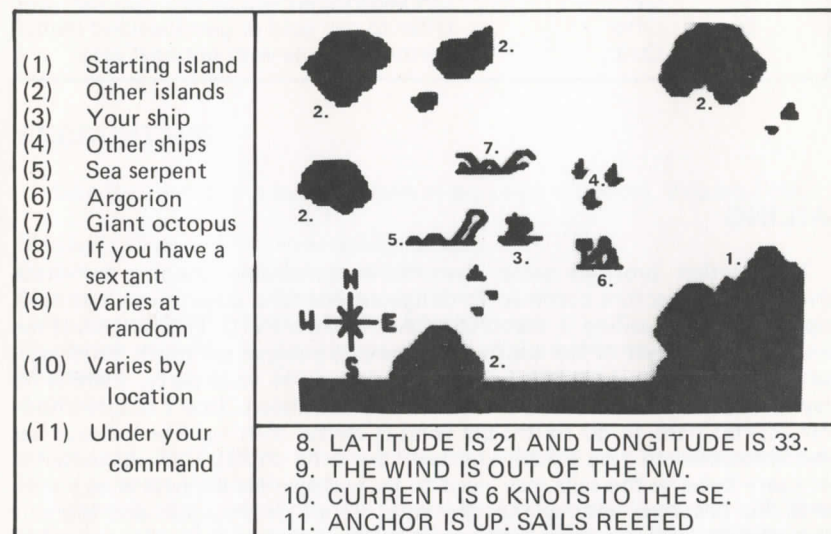 (1) Starting island
(2) Other islands
(3) Your ship
(4) Other ships
(5) Sea serpent
(6) Argorion
(7) Giant octopus
(8) If you have a
sextant
(9) Varies at
random
(10) Varies by
location
(11) Under your
command
2.
2.
2.
7.
4.
2.
5.
3.
6.
1.
N
W E
S
2.
8. LATITUDE IS 21 AND LONGITUDE IS 33.
9. THE WIND IS OUT OF THE NW.
10. CURRENT IS 6 KNOTS TO THE SE.
11. ANCHOR IS UP. SAILS REEFED